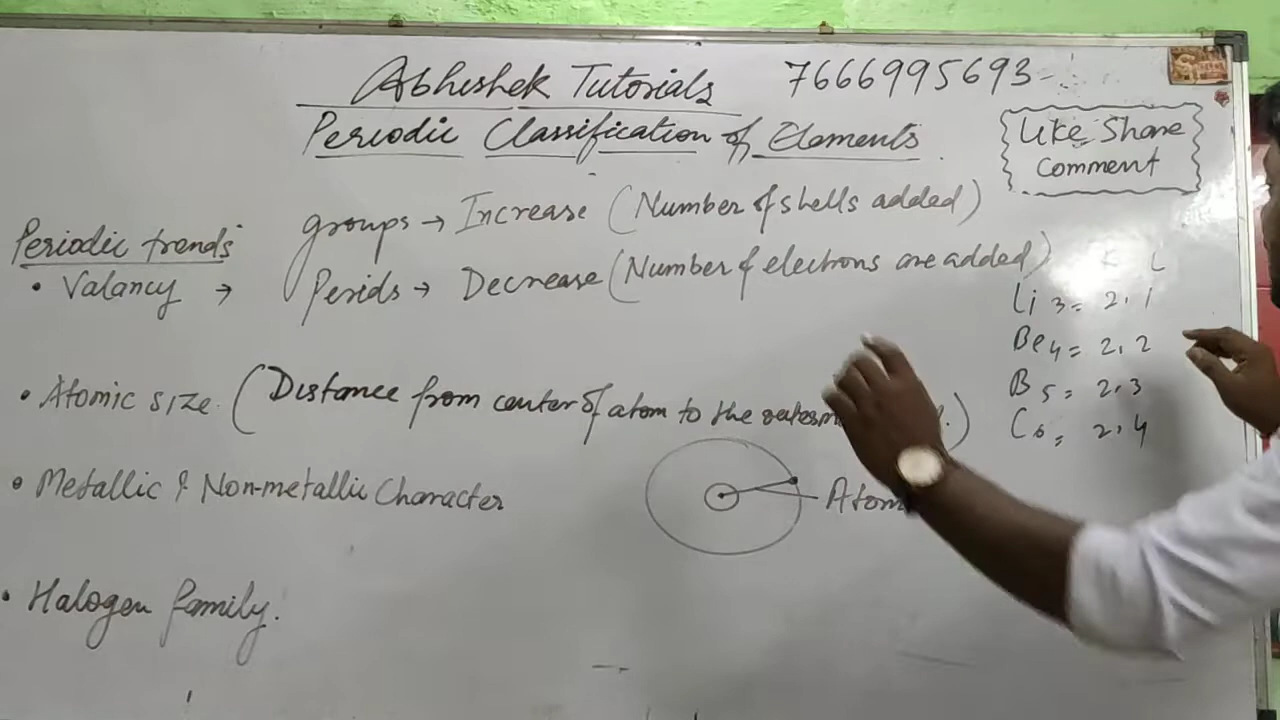 Abhishek Tutorials 7666995693
Periodic Classification of Elements.
Like Share
Comment
Periodic trends
groups → Increase (Number of shells added)
• Valancy → Periods → Decrease (Number of electrons are added)
L
Li 3 = 2, 1
Be 4 = 2, 2
B 5 = 2, 3
C 6 = 2, 4
• Atomic size. (Distance from center of atom to the )
• Metallic & Non-metallic Character
Atom
• Halogen family.